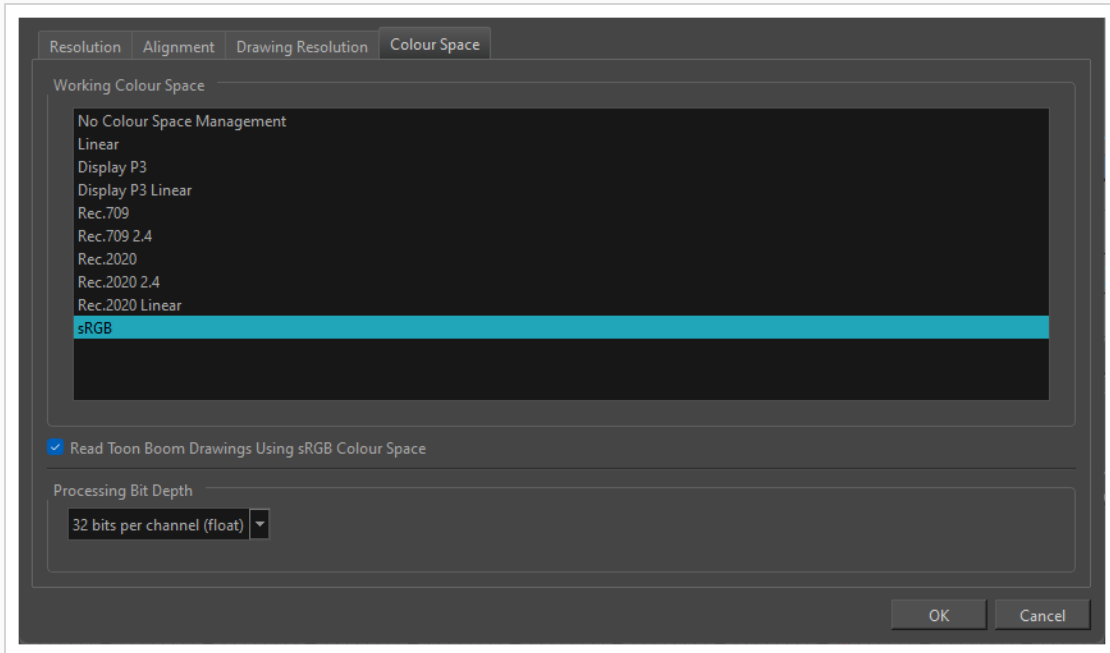 Resolution Alignment Drawing Resolution Colour Space
Working Colour Space
No Colour Space Management
Linear
Display P3
Display P3 Linear
Rec.709
Rec.709 2.4
Rec.2020
Rec.2020 2.4
Rec.2020 Linear
sRGB
Read Toon Boom Drawings Using sRGB Colour Space
Processing Bit Depth
32 bits per channel (float)
OK Cancel